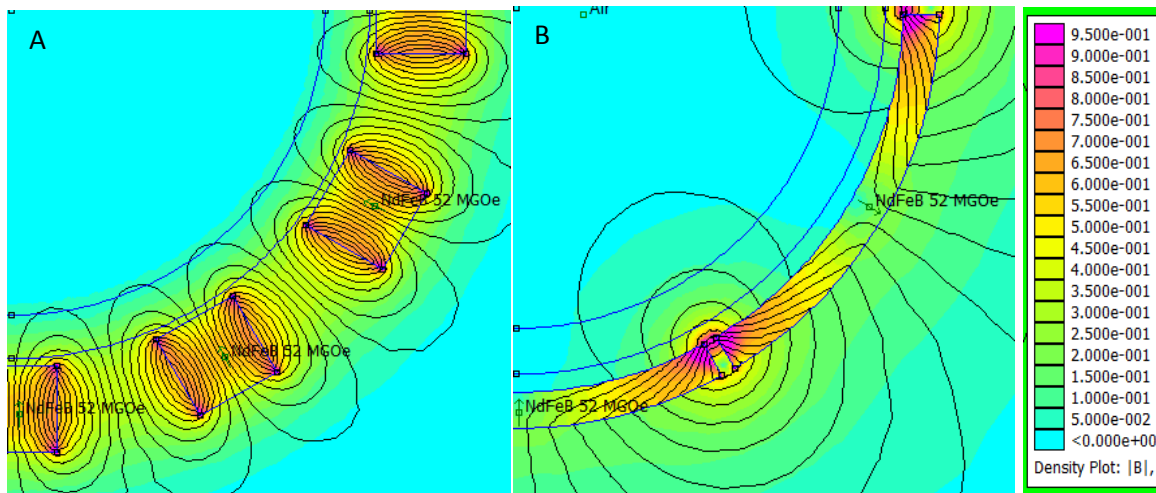 A
NdFeB 52 MGOe
NdFeB 52 MGOe
NdFeB 52 MGOe
B
Air
NdFeB 52 MGOe
NdFeB 52 MGOe
9.500e-001
9.000e-001
8.500e-001
8.000e-001
7.500e-001
7.000e-001
6.500e-001
6.000e-001
5.500e-001
5.000e-001
4.500e-001
4.000e-001
3.500e-001
3.000e-001
2.500e-001
2.000e-001
1.500e-001
1.000e-001
5.000e-002
<0.000e+00
Density Plot: |B|,